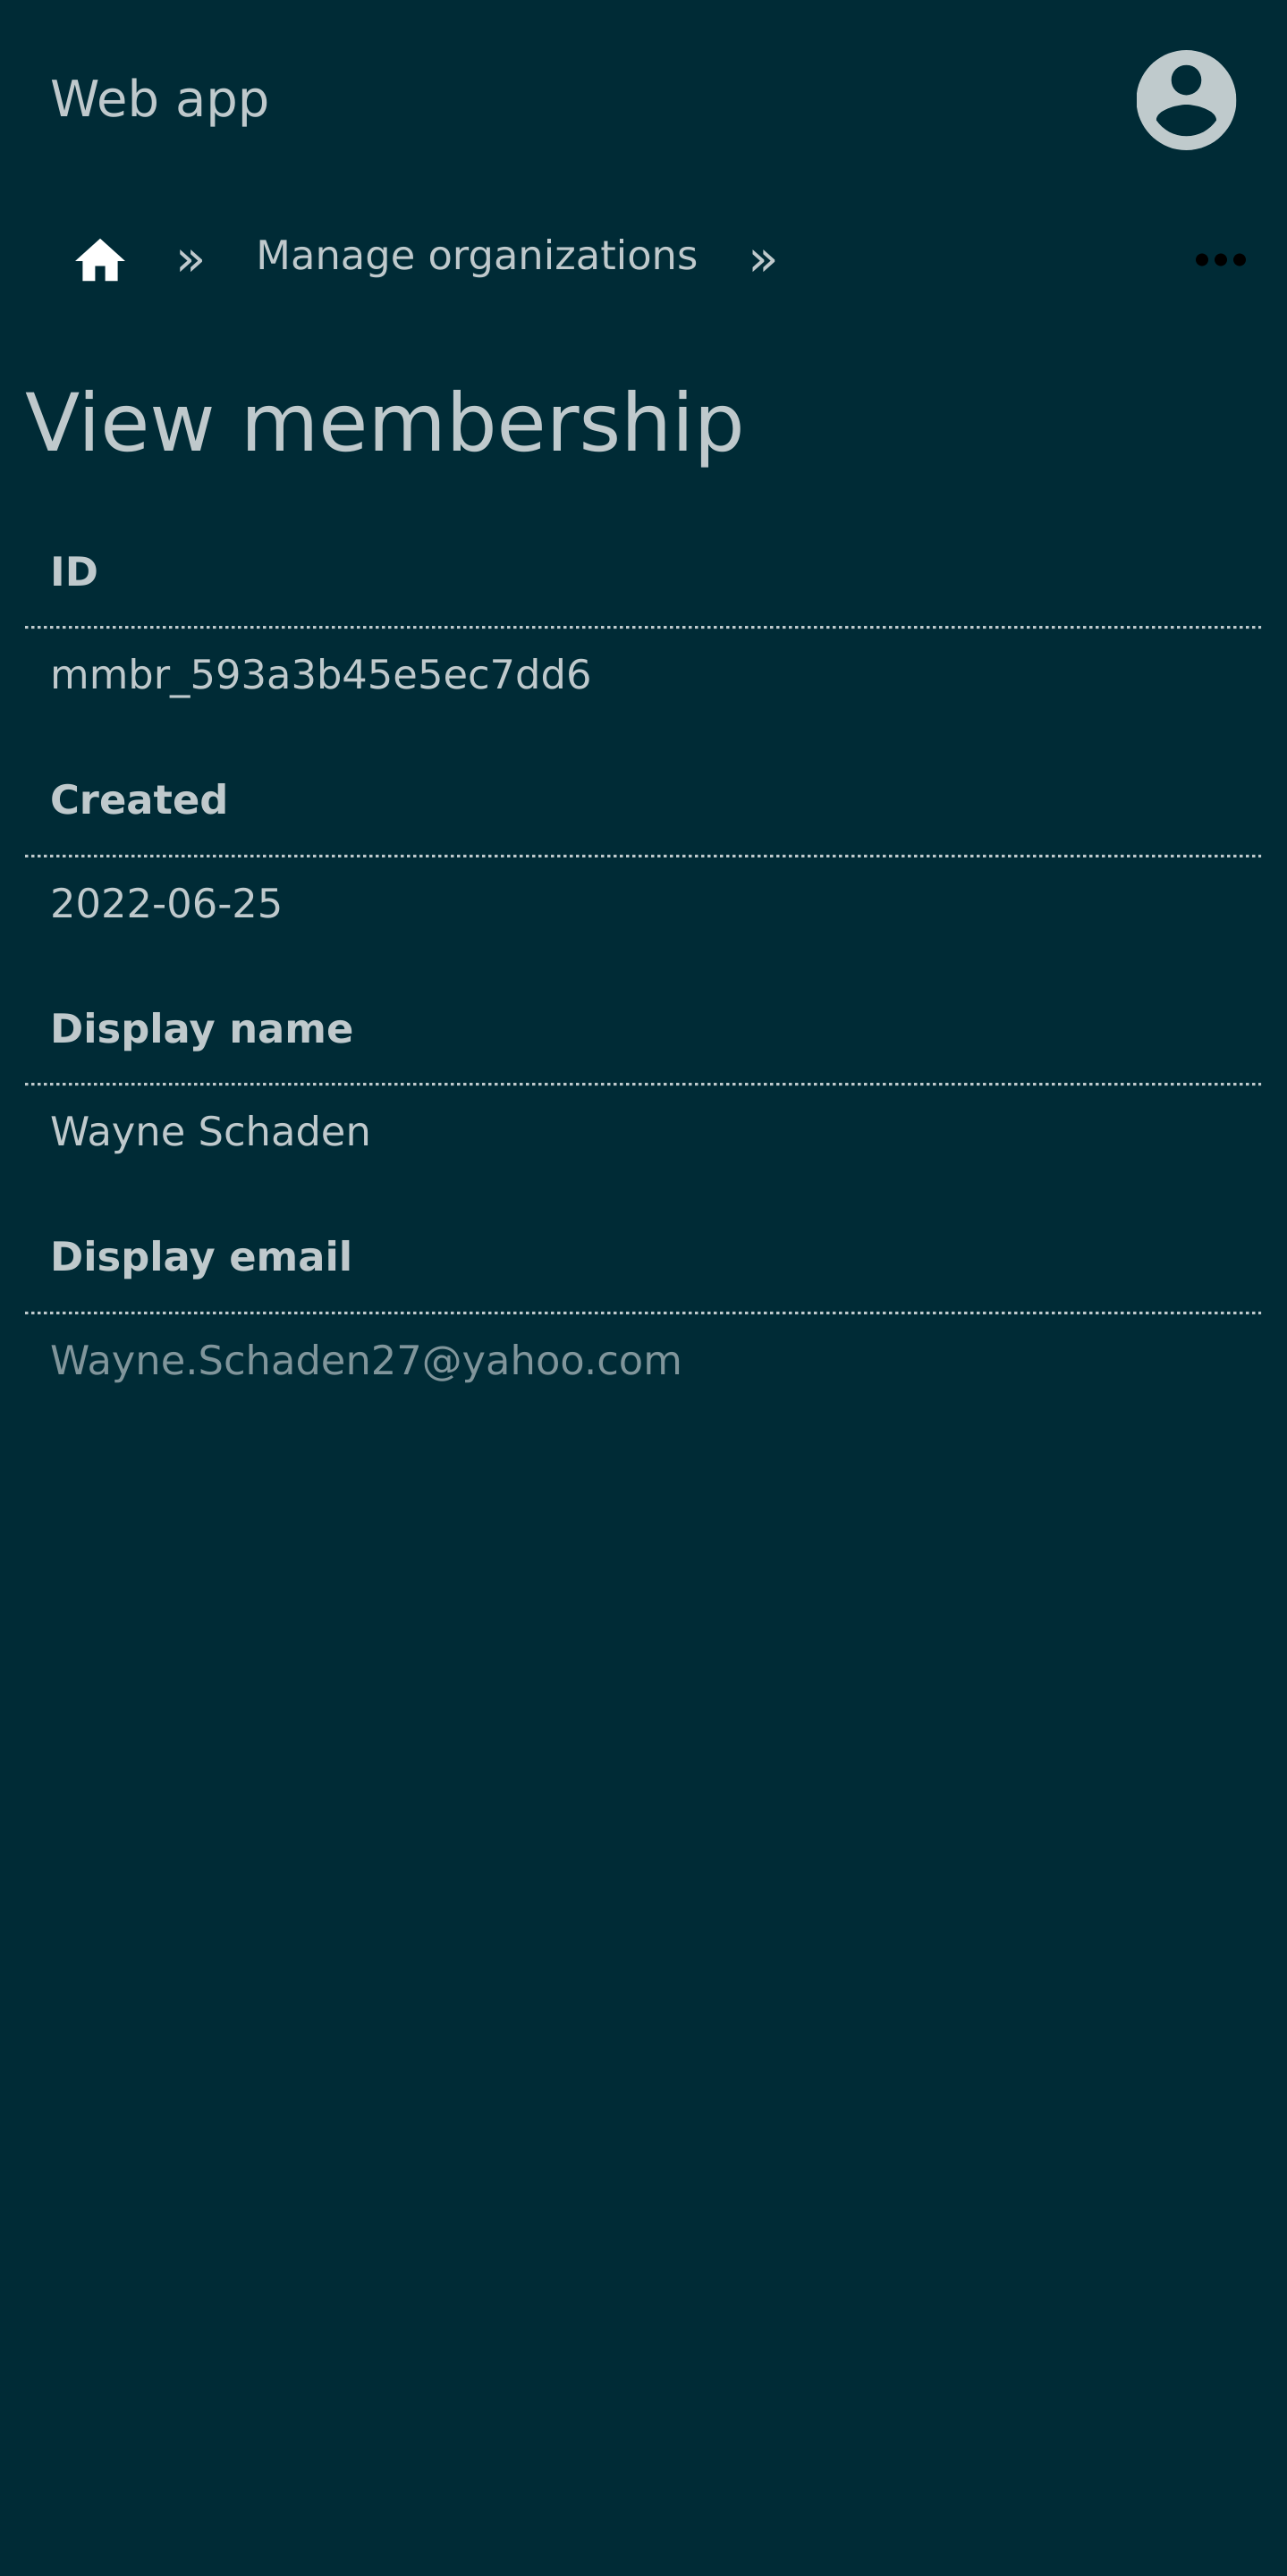 Web app
» Manage organizations »
View membership
ID
mmbr_593a3b45e5ec7dd6
Created
2022-06-25
Display name
Wayne Schaden
Display email
Wayne.Schaden27@yahoo.com